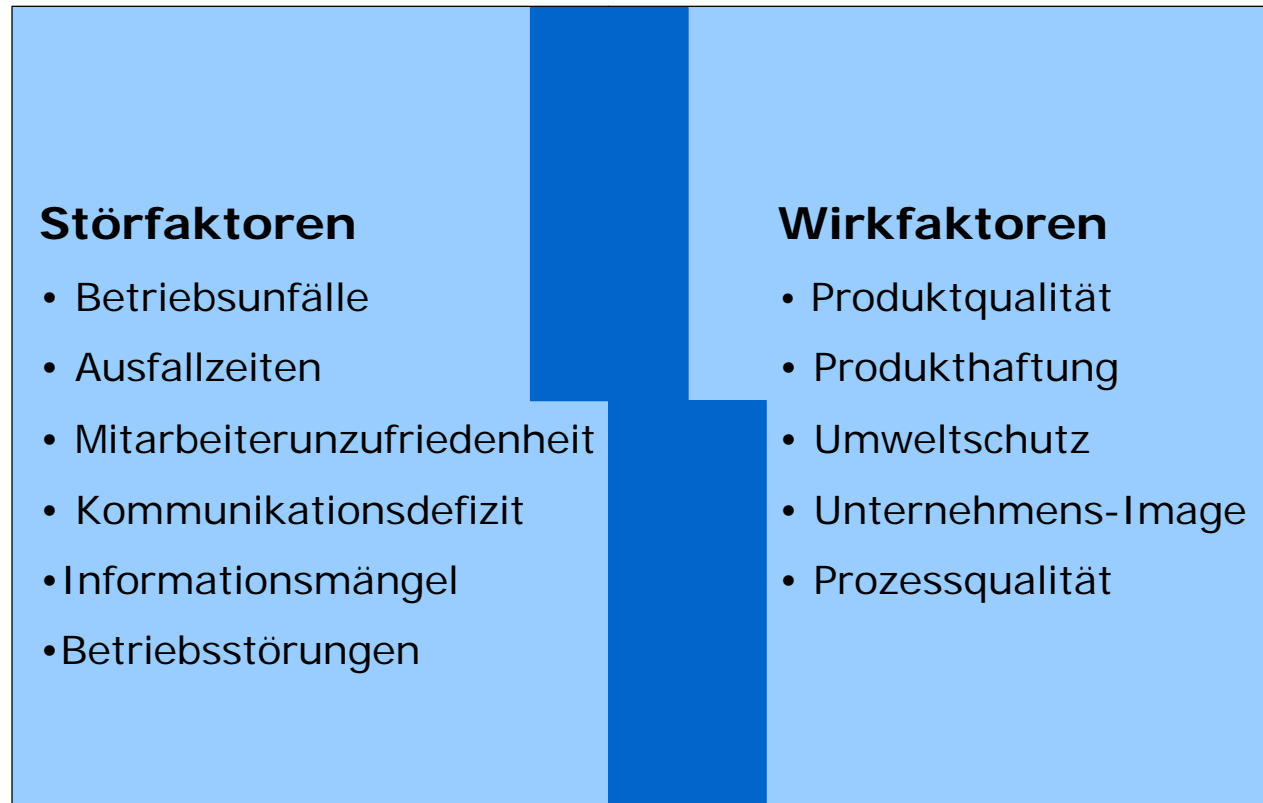 Störfaktoren
• Betriebsunfälle
• Ausfallzeiten
• Mitarbeiterunzufriedenheit
• Kommunikationsdefizit
•Informationsmängel
•Betriebsstörungen
Wirkfaktoren
• Produktqualität
• Produkthaftung
• Umweltschutz
• Unternehmens-Image
• Prozessqualität